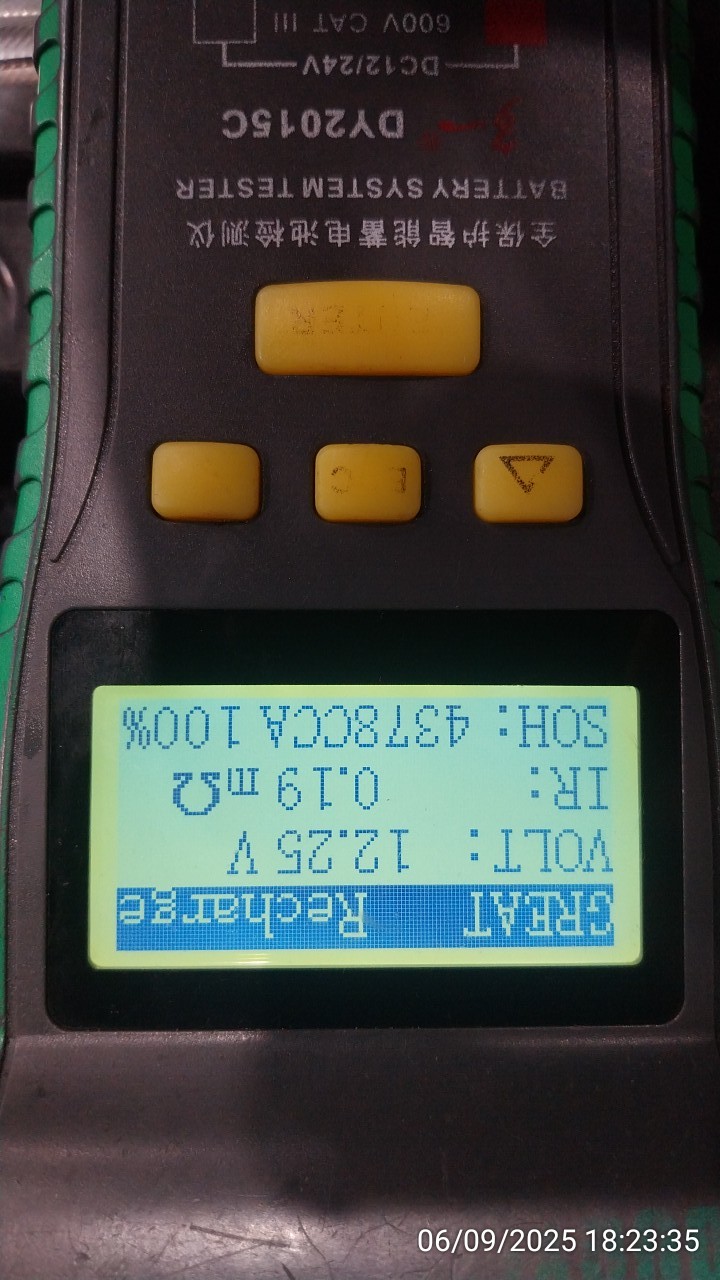 GREAT Recharge
VOLT: 12.25 V
IR: 0.19 mΩ
SOH: 4378CCA 100%
全保护智能蓄电池检测仪
BATTERY SYSTEM TESTER
DY2015C
DC12/24V
600V CAT III
06/09/2025 18:23:35